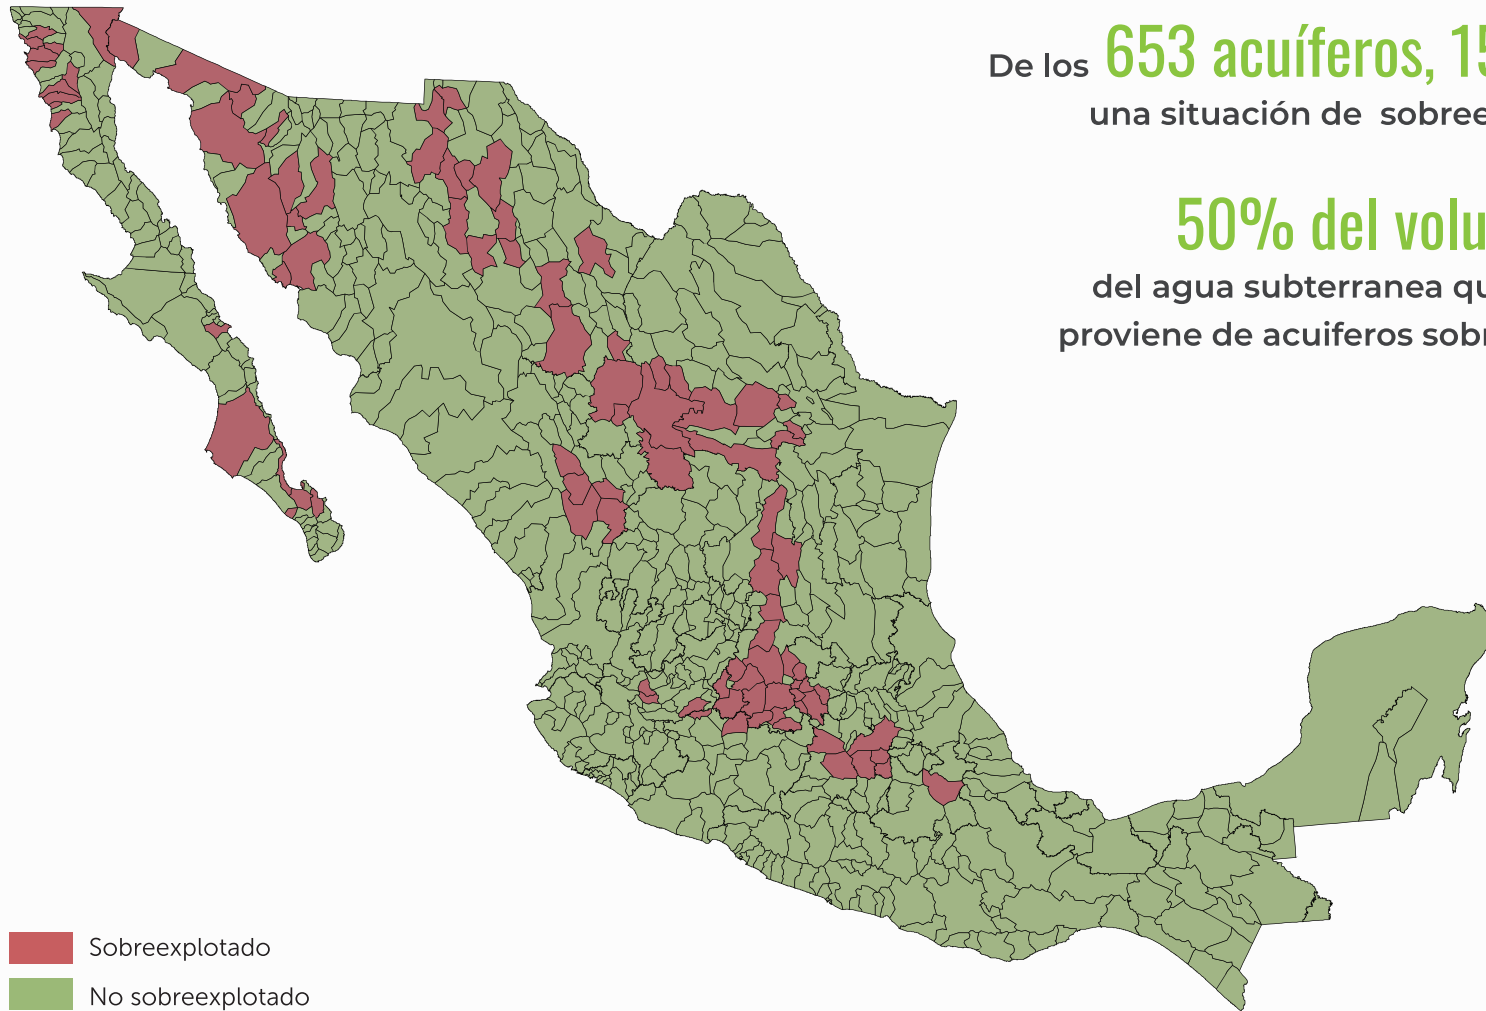 De los 653 acuíferos, 15
una situación de sobree
50% del volu
del agua subterranea qu
proviene de acuiferos sobr
Sobreexplotado
No sobreexplotado